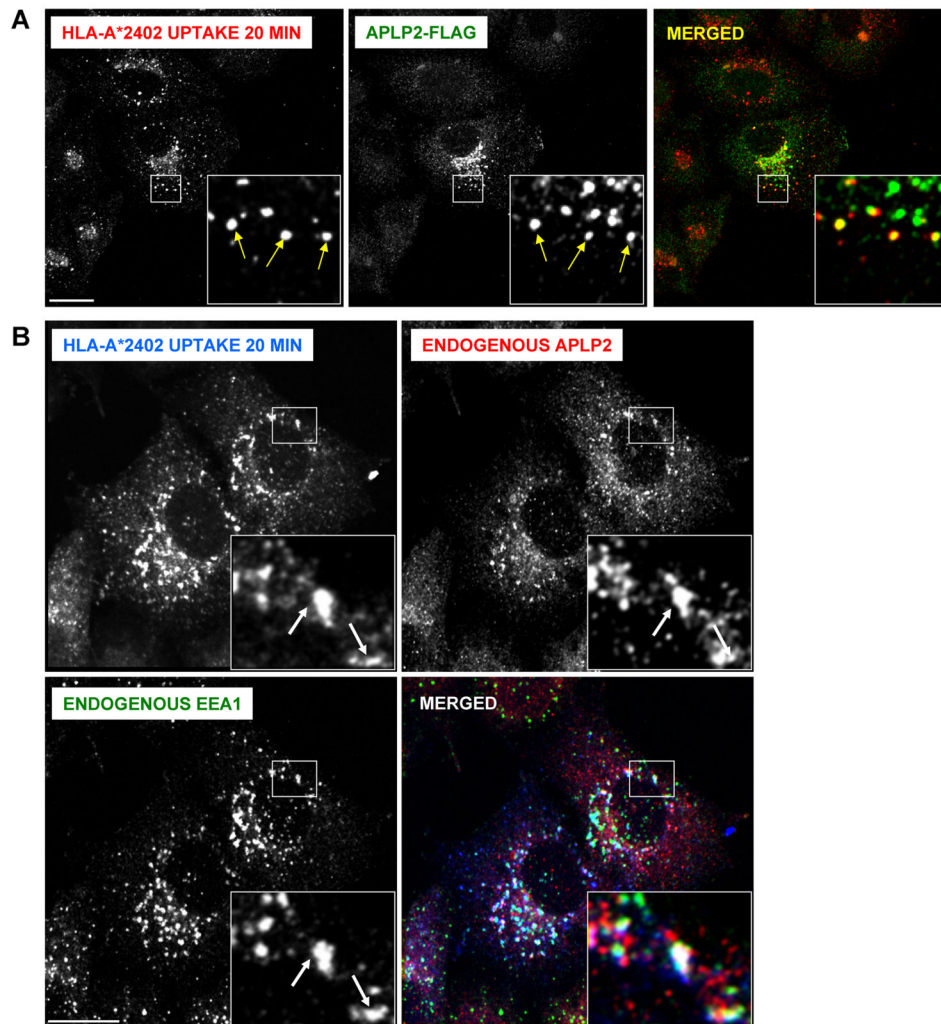 A
HLA-A*2402 UPTAKE 20 MIN
APLP2-FLAG
MERGED
B
HLA-A*2402 UPTAKE 20 MIN
ENDOGENOUS APLP2
ENDOGENOUS EEA1
MERGED